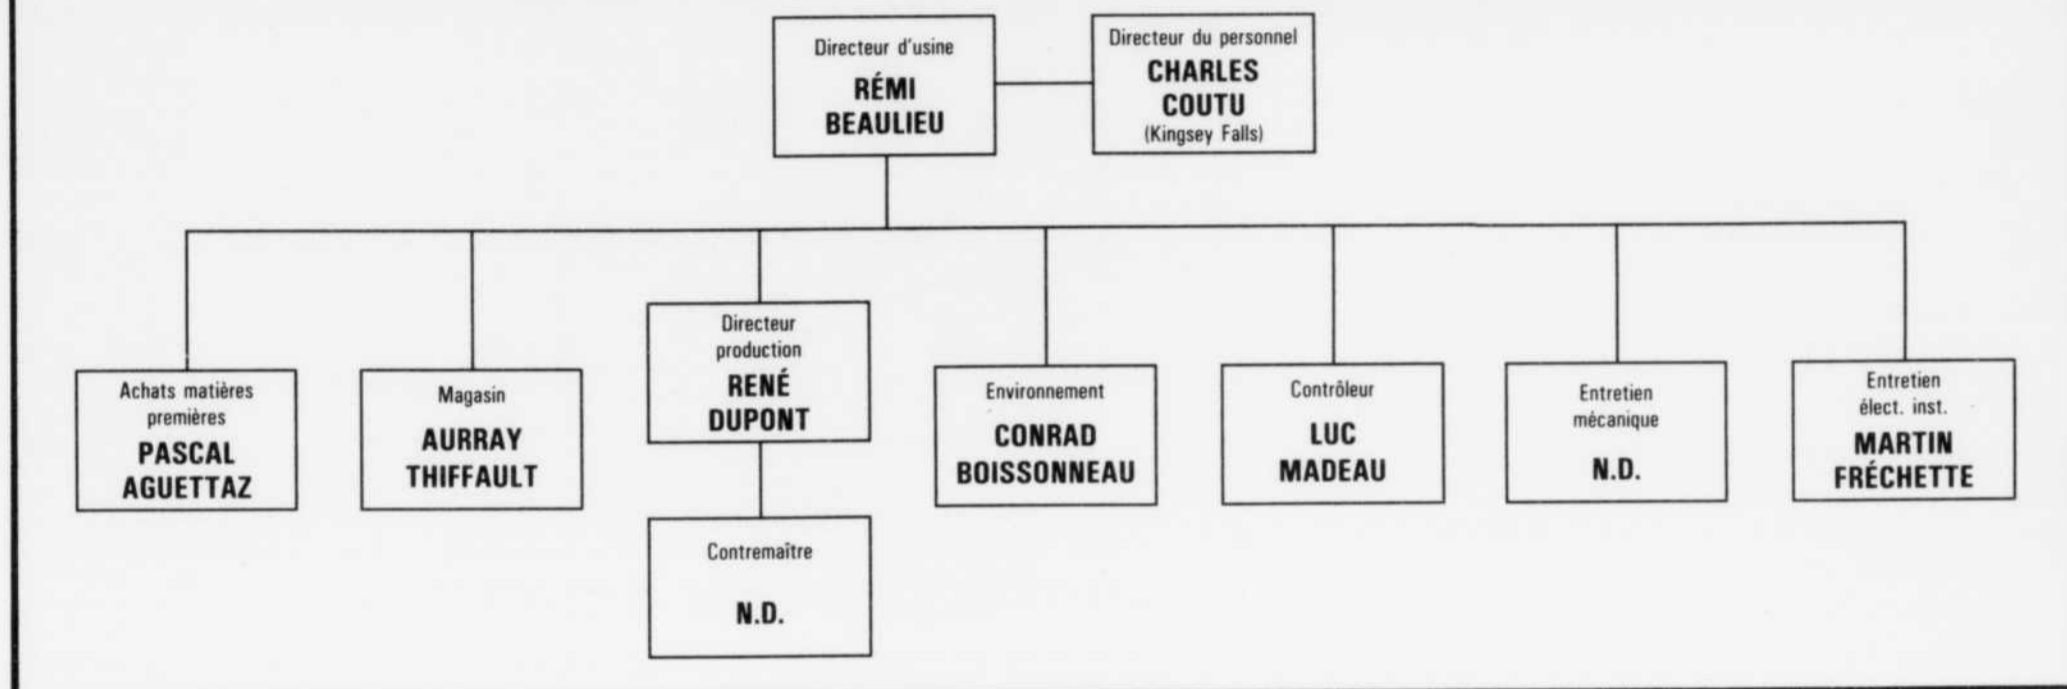 Directeur d'usine
RÉMI
BEAULIEU
Directeur du personnel
CHARLES
COUTU
(Kingsey Falls)
Achats matières
premières
PASCAL
AGUETTAZ
Magasin
AURRAY
THIFFAULT
Directeur
production
RENÉ
DUPONT
Contremaître
N.D.
Environnement
CONRAD
BOISSONNEAU
Contrôleur
LUC
MADEAU
Entretien
mécanique
N.D.
Entretien
élect. inst.
MARTIN
FRÉCHETTE